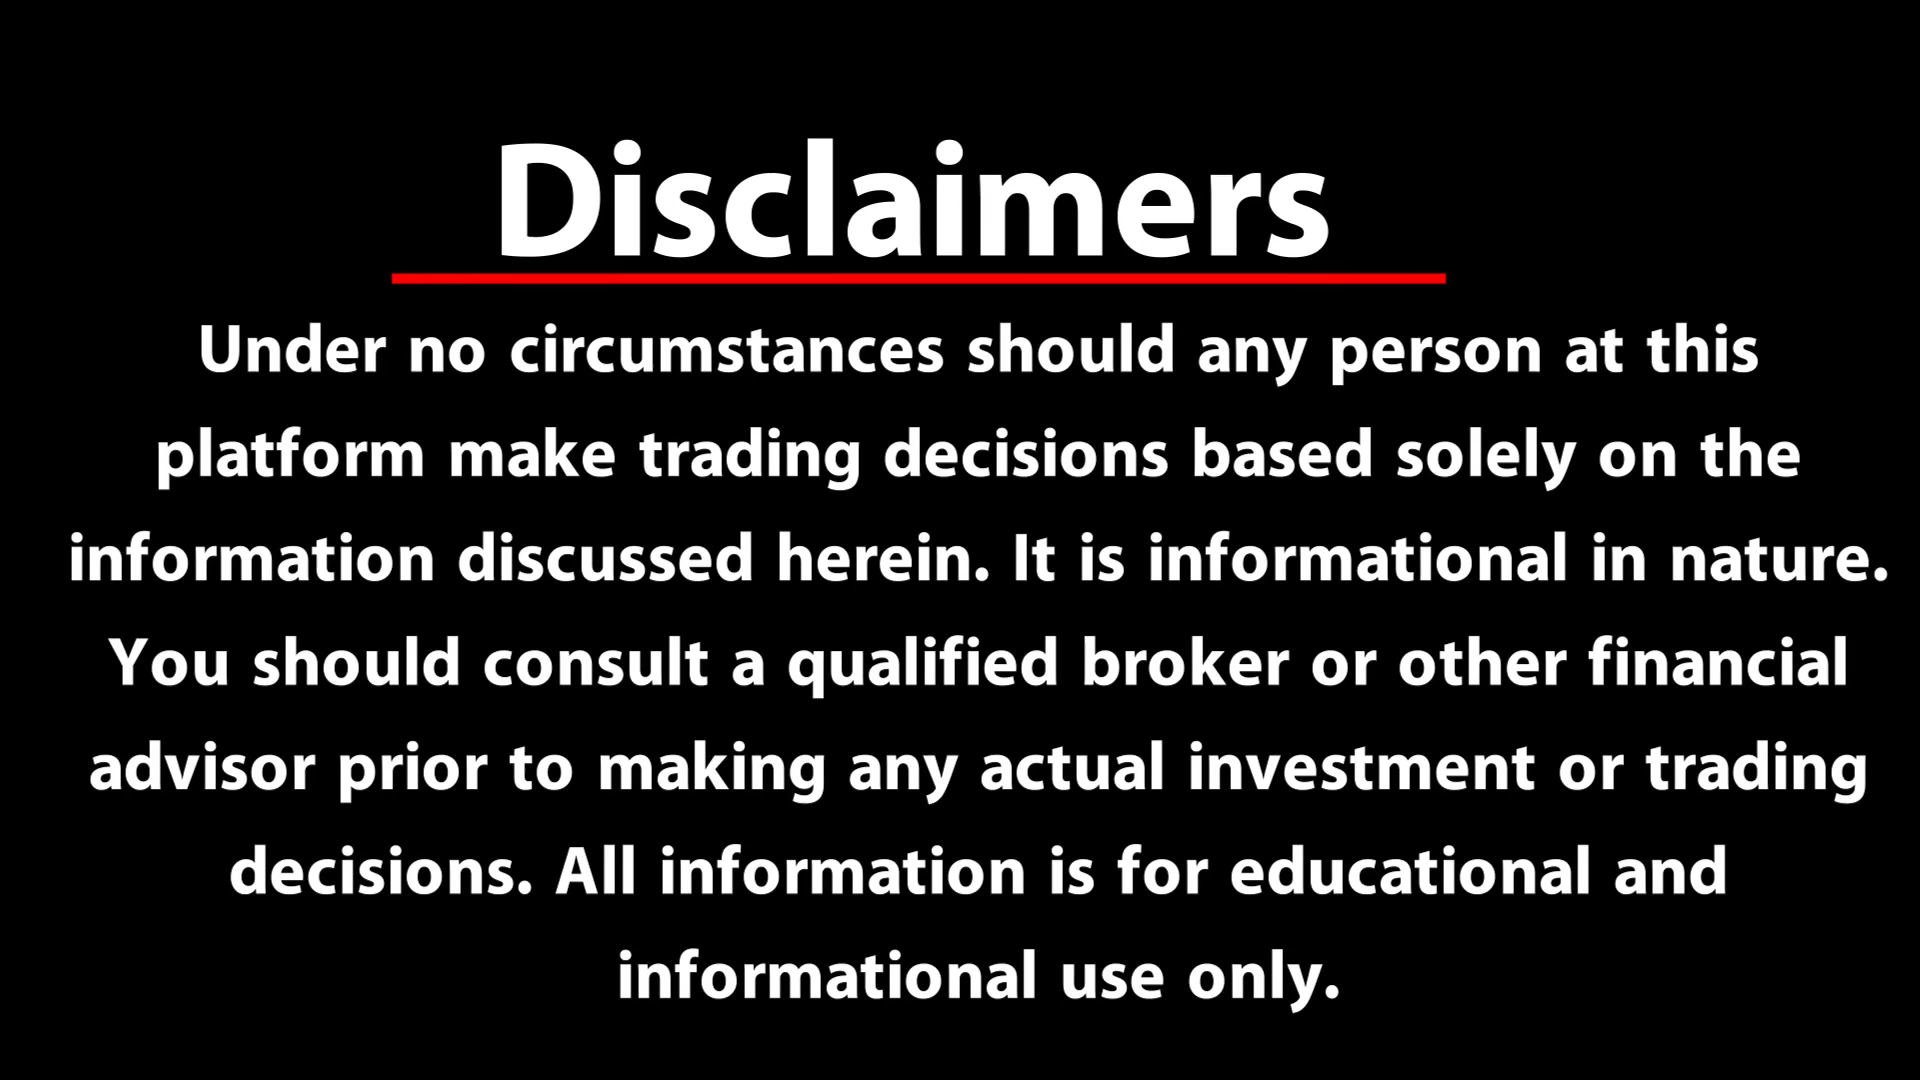 Disclaimers
Under no circumstances should any person at this
platform make trading decisions based solely on the
information discussed herein. It is informational in nature.
You should consult a qualified broker or other financial
advisor prior to making any actual investment or trading
decisions. All information is for educational and
informational use only.